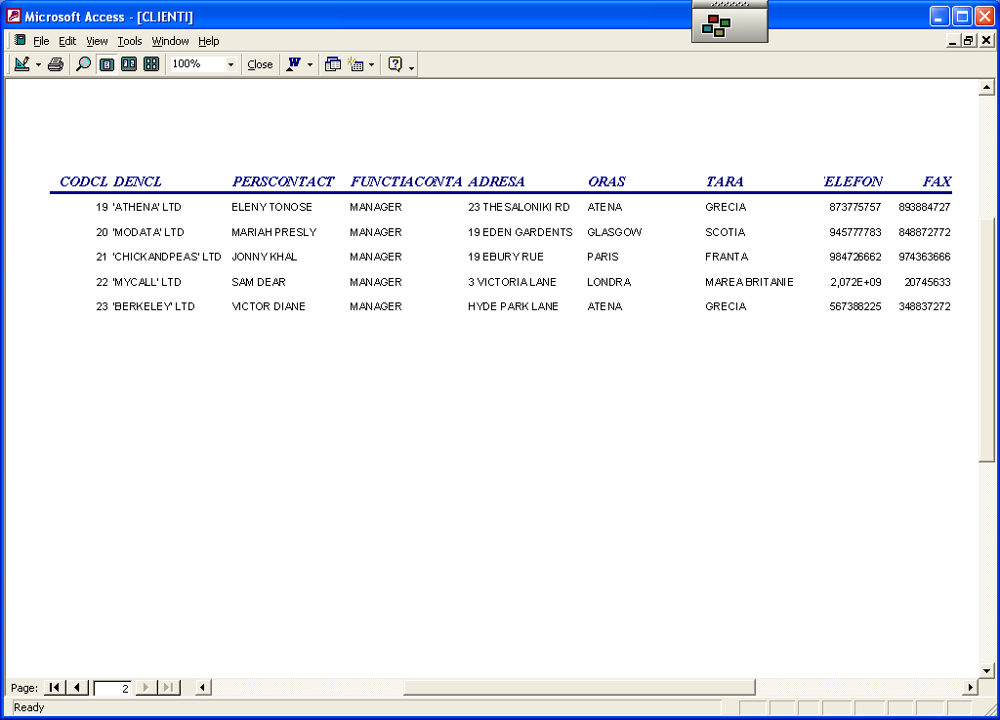 Microsoft Access - [CLIENTI]
File Edit View Tools Window Help
100% Close W
CODCL DENCL PERSCONTACT FUNCTIACONTA ADRESA ORAS TARA ELEFON FAX
19 'ATHENA' LTD ELENY TONOSE MANAGER 23 THESALONIKI RD ATENA GRECIA 873775757 893884727
20 'MODATA' LTD MARIAH PRESLY MANAGER 19 EDEN GARDENTS GLASGOW SCOTIA 945777783 848872772
21 'CHICKANDPEAS' LTD JONNY KHAL MANAGER 19 EBURY RUE PARIS FRANTA 984726662 974363666
22 'MYCALL' LTD SAM DEAR MANAGER 3 VICTORIA LANE LONDRA MAREA BRITANIE 2,072E+09 20745633
23 'BERKELEY' LTD VICTOR DIANE MANAGER HYDE PARK LANE ATENA GRECIA 567388225 348837272
Page: 2
Ready